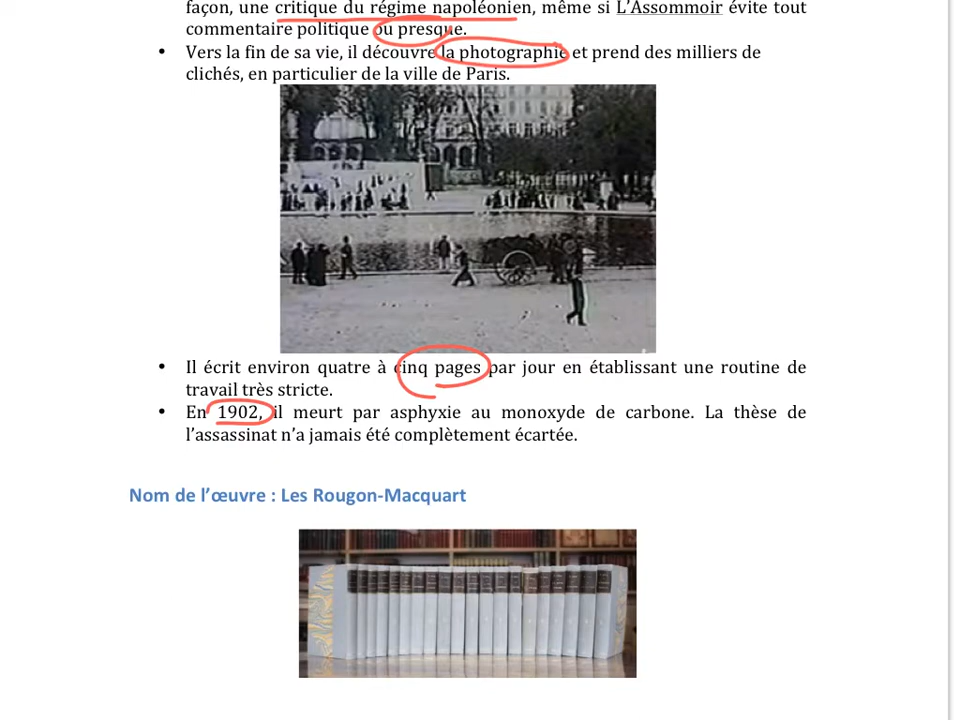 façon, une critique du régime napoléonien, même si L’Assommoir évite tout
commentaire politique ou presque.
• Vers la fin de sa vie, il découvre la photographie et prend des milliers de
clichés, en particulier de la ville de Paris.
• Il écrit environ quatre à cinq pages par jour en établissant une routine de
travail très stricte.
• En 1902, il meurt par asphyxie au monoxyde de carbone. La thèse de
l’assassinat n’a jamais été complètement écartée.
Nom de l’œuvre : Les Rougon-Macquart